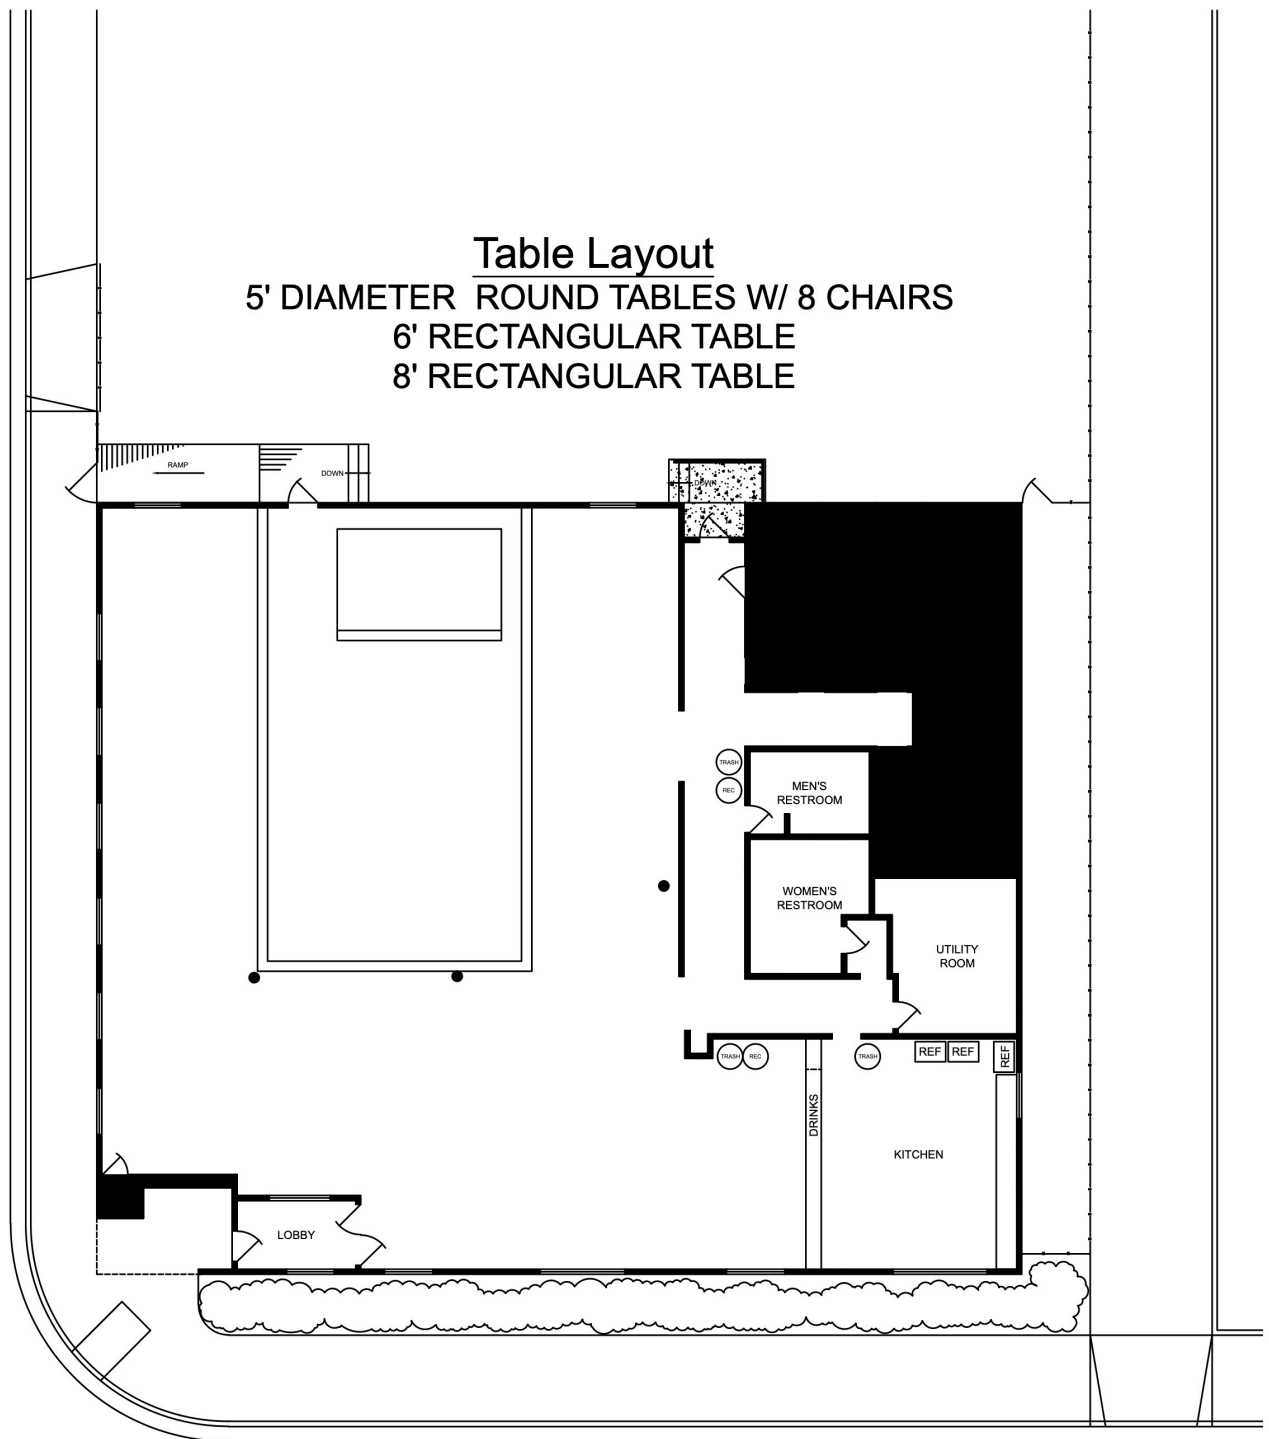 Table Layout
5' DIAMETER ROUND TABLES W/ 8 CHAIRS
6' RECTANGULAR TABLE
8' RECTANGULAR TABLE
RAMP
DOWN
DOWN
TRASH
REC
MEN'S
RESTROOM
WOMEN'S
RESTROOM
UTILITY
ROOM
TRASH
REC
TRASH
REF
REF
REF
DRINKS
KITCHEN
LOBBY